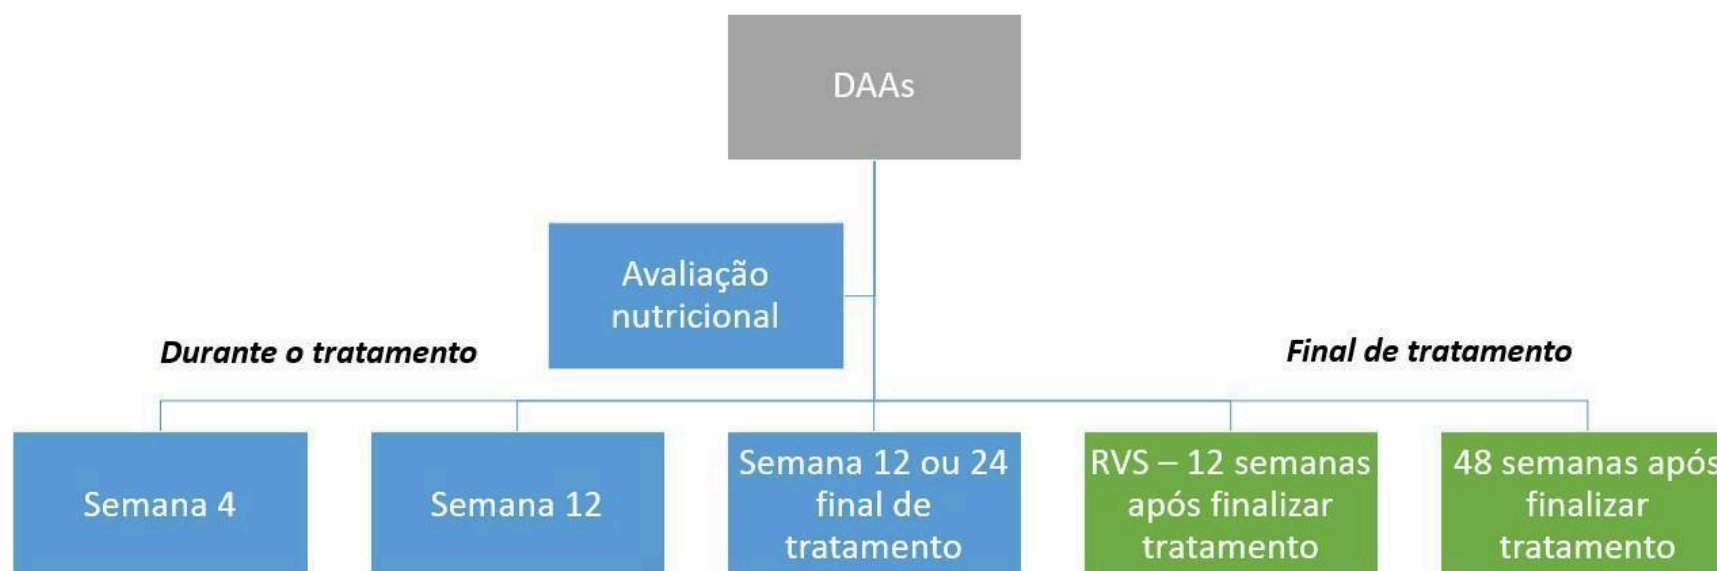 DAAs
Avaliação
nutricional
Durante o tratamento
Final de tratamento
Semana 4
Semana 12
Semana 12 ou 24
final de
tratamento
RVS – 12 semanas
após finalizar
tratamento
48 semanas após
finalizar
tratamento